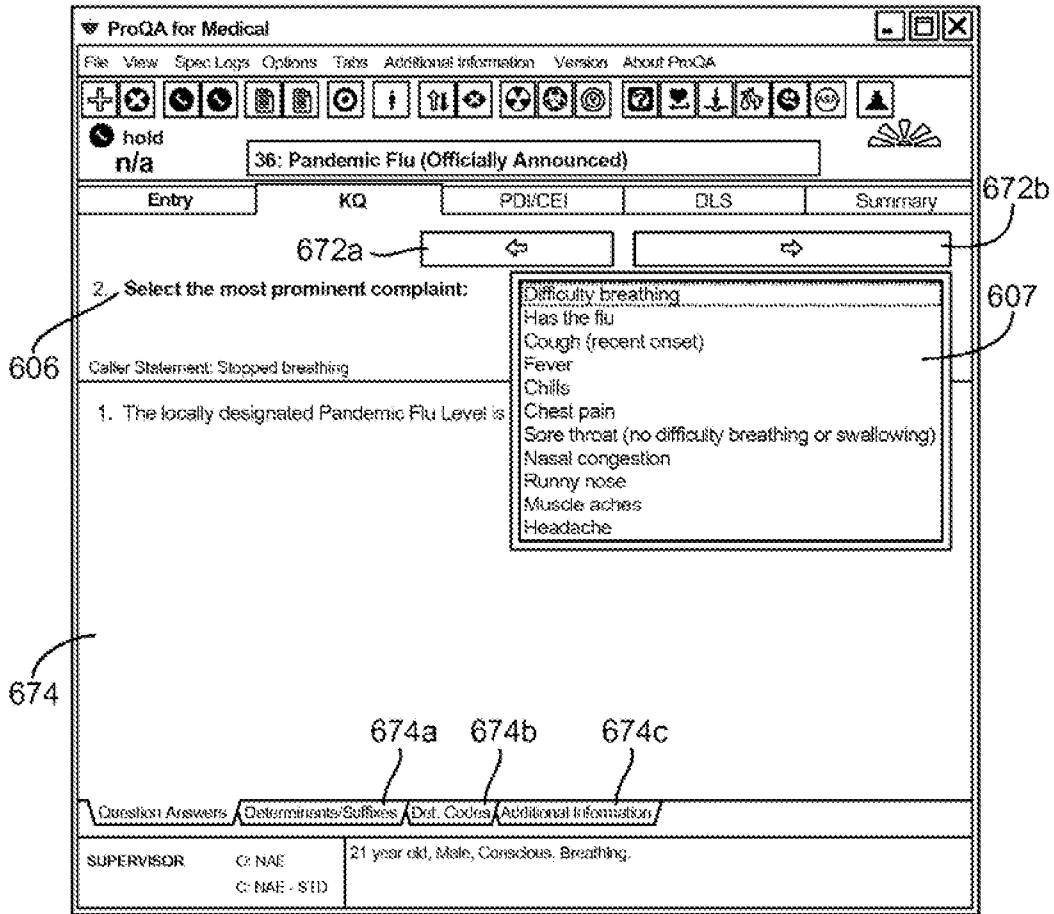 ProQA for Medical
File View Spec Logs Options Tabs Additional Information Version About ProQA
hold
n/a
36: Pandemic Flu (Officially Announced)
Entry KQ PDI/CEI DLS Summary
672b
672a
2. Select the most prominent complaint:
607
606
Caller Statement: Stopped breathing
Difficulty breathing
Has the flu
Cough (recent onset)
Fever
Chills
Chest pain
Sore throat (no difficulty breathing or swallowing)
Nasal congestion
Runny nose
Muscle aches
Headache
1. The locally designated Pandemic Flu Level is
674
674a 674b 674c
Question Answers Determinants/Suffixes Det. Codes Additional Information
SUPERVISOR CI: NAE
C: NAE - STD
21 year old, Male, Conscious, Breathing.